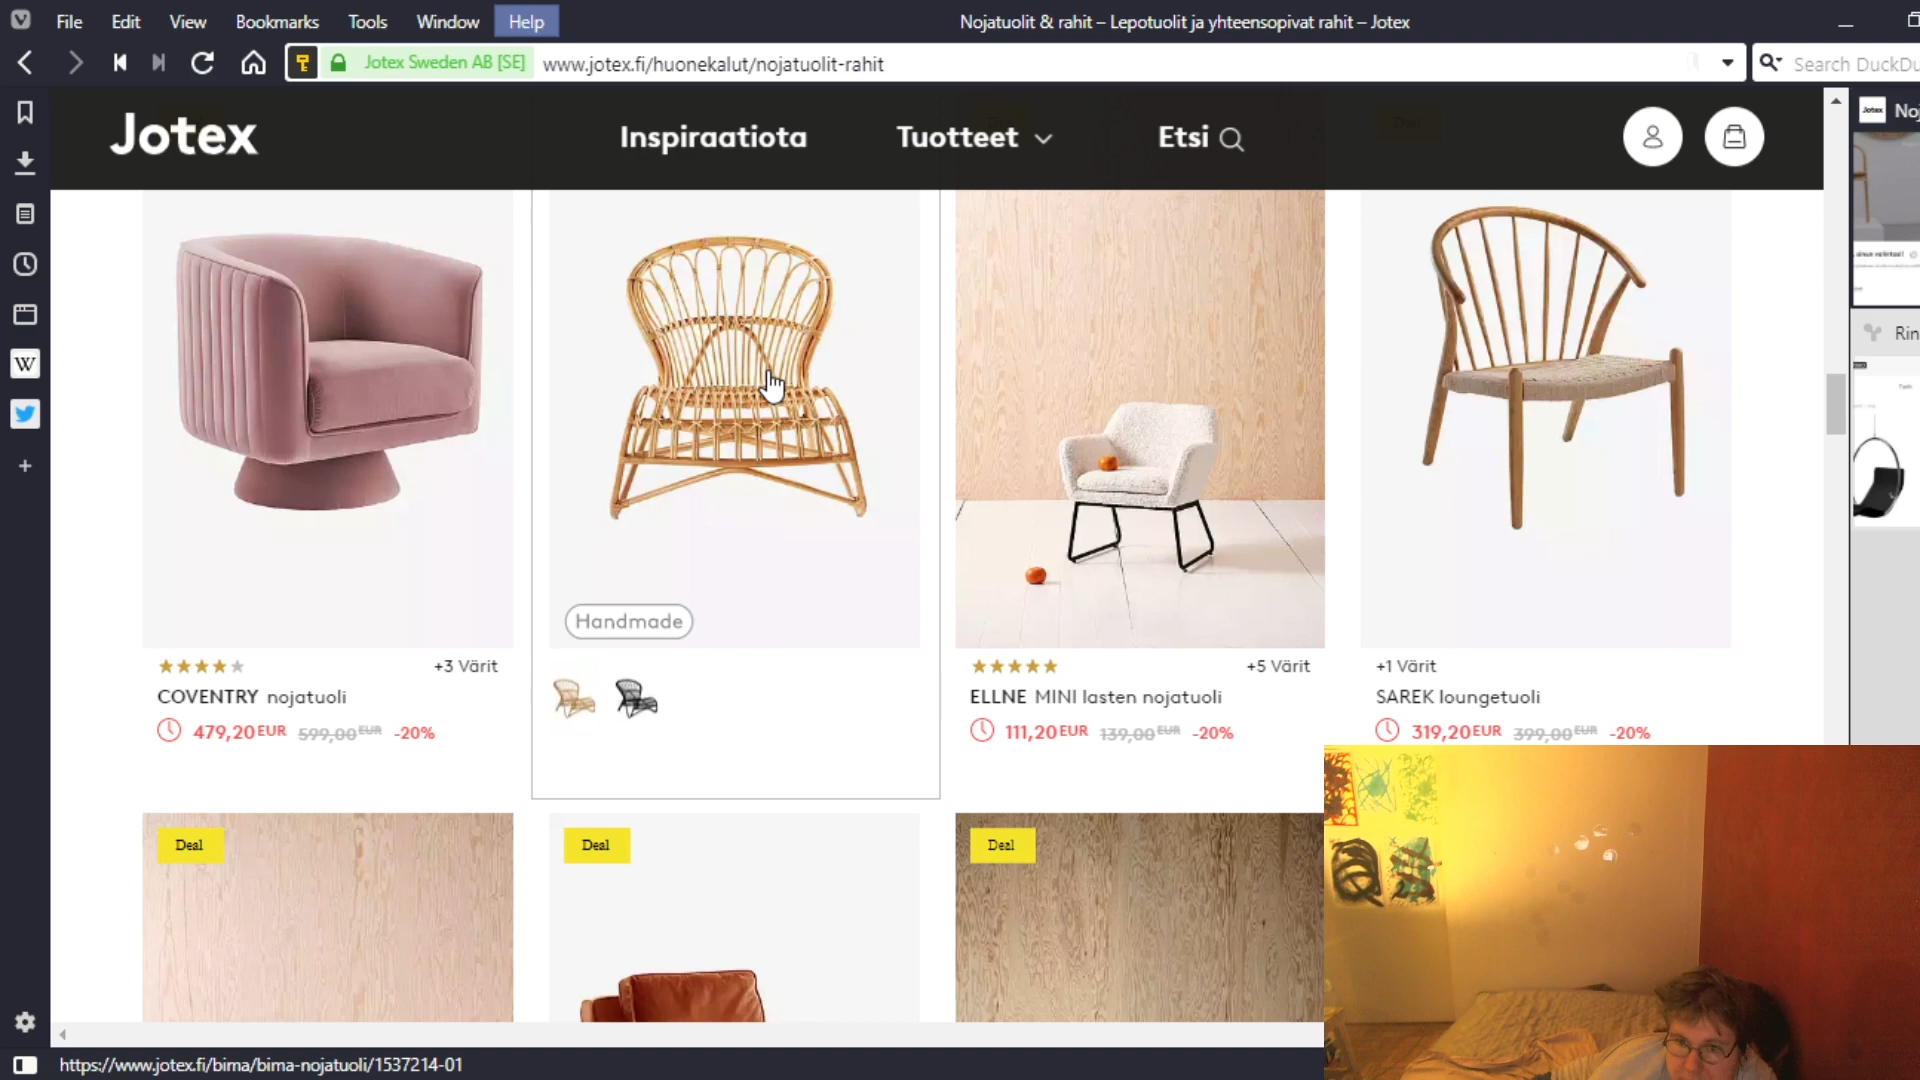 File Edit View Bookmarks Tools Window Help
Nojatuolit & rahit – Lepotuolit ja yhteensopivat rahit – Jotex
Jotex Sweden AB [SE] www.jotex.fi/huonekalut/nojatuolit-rahit
Search DuckDu
Jotex Inspiraatiota Tuotteet Etsi
Jotex Noj
W
Rin
Handmade
+3 Värit
COVENTRY nojatuoli
479,20 EUR 599,00 EUR -20%
+5 Värit
ELLNE MINI lasten nojatuoli
111,20 EUR 139,00 EUR -20%
+1 Värit
SAREK loungetuoli
319,20 EUR 399,00 EUR -20%
Deal
Deal
Deal
https://www.jotex.fi/bima/bima-nojatuoli/1537214-01